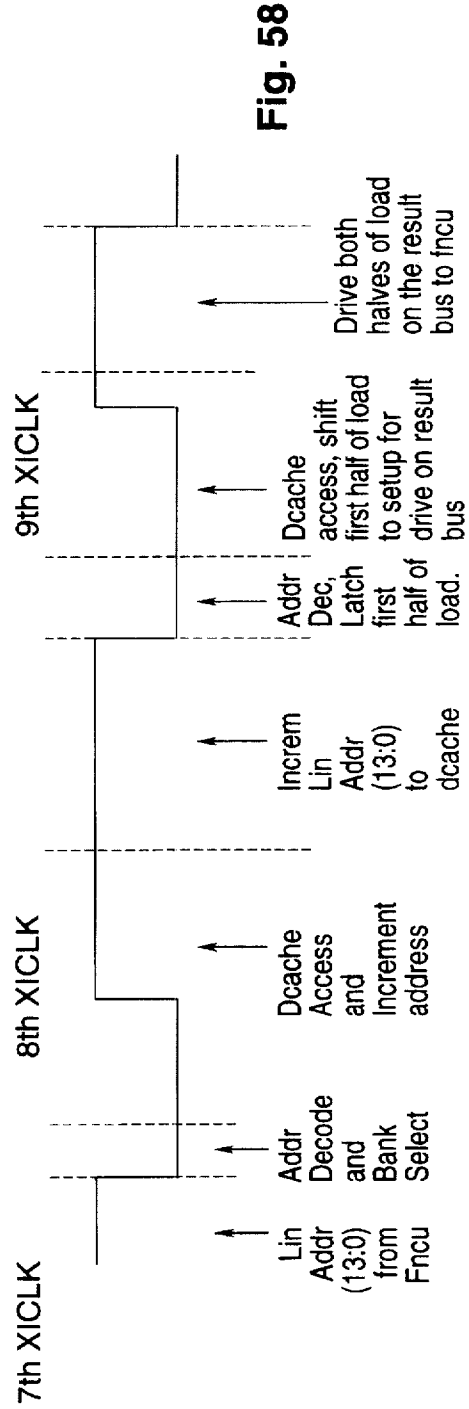 7th XICLK
8th XICLK
9th XICLK
Lin
Addr
(13:0)
from
Fncu
Addr
Decode
and
Bank
Select
Dcache
Access
and
Increment
address
Increm
Lin
Addr
(13:0)
to
dcache
Addr
Dec,
Latch
first
half of
load.
Dcache
access, shift
first half of load
to setup for
drive on result
bus
Drive both
halves of load
on the result
bus to fncu
Fig. 58